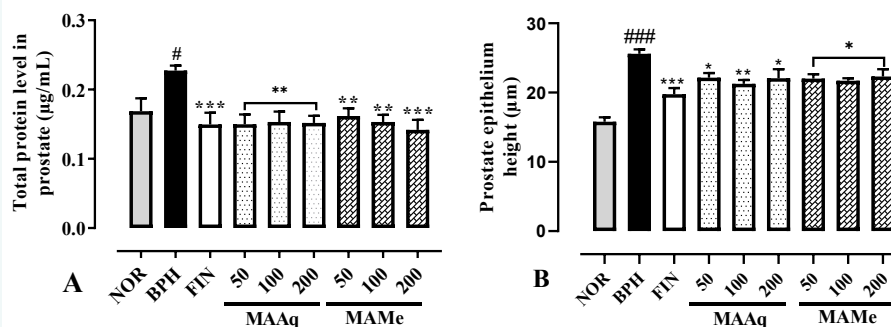 Total protein level in
prostate (µg/mL)
0.3
0.2
0.1
0.0
#
***
**
**
**
***
NOR
BPH
FIN
50
100
200
50
100
200
MAAq
MAMe
A
Prostate epithelium
height (µm)
30
20
10
0
###
***
*
**
*
*
NOR
BPH
FIN
50
100
200
50
100
200
MAAq
MAMe
B